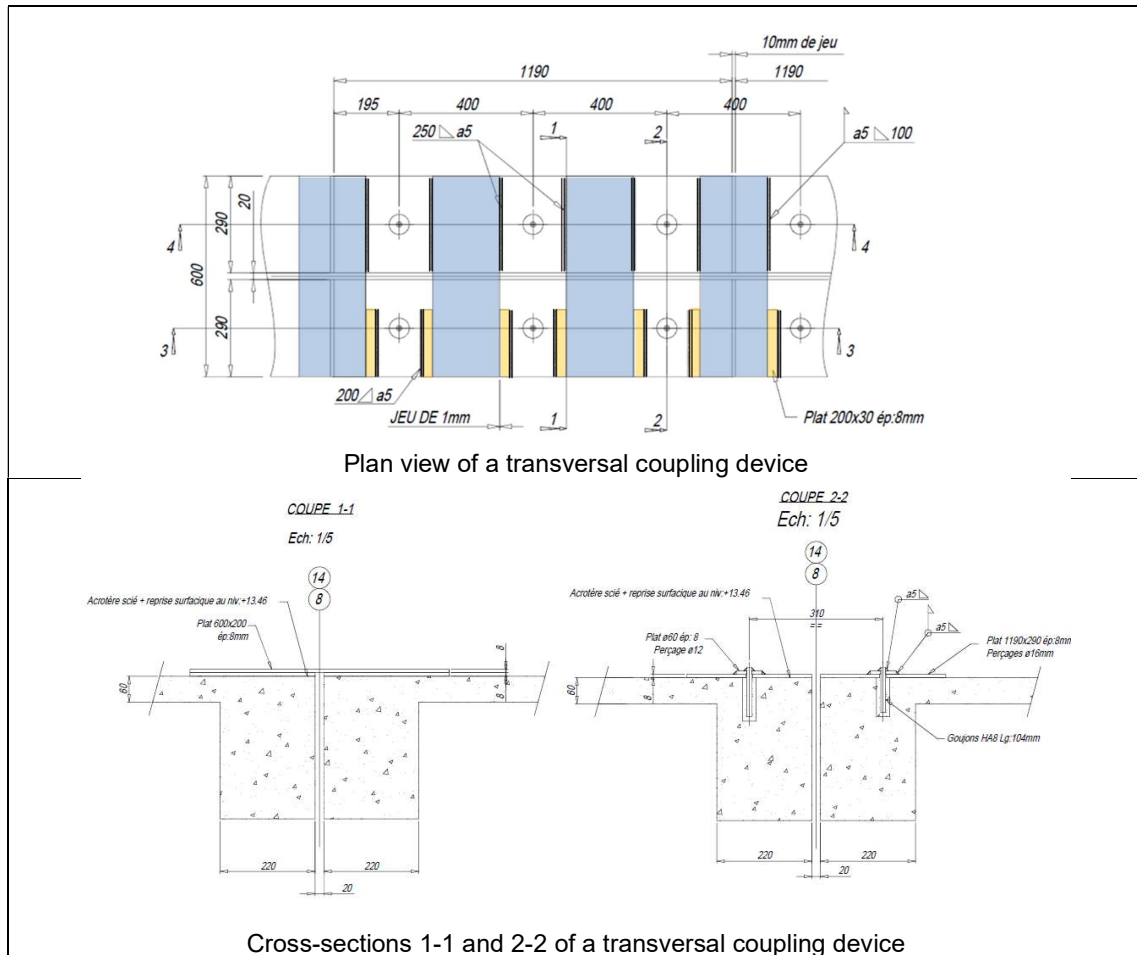 10mm de jeu
1190
1190
195
400
400
400
250 a5
1
2
a5 100
20
290
600
290
4
4
3
3
200 a5
JEU DE 1mm
1
2
Plat 200x30 ép:8mm
Plan view of a transversal coupling device
COUPE 1-1
Ech: 1/5
14
8
Acrotère scié + reprise surfacique au niv:+13.46
Plat 600x200
ép:8mm
8
8
60
220
220
20
COUPE 2-2
Ech: 1/5
14
8
Acrotère scié + reprise surfacique au niv:+13.46
310
a5
a5
Plat ø60 ép: 8
Perçage ø12
Plat 1190x290 ép:8mm
Perçages ø16mm
60
8
Goujons HA8 Lg:104mm
220
220
20
Cross-sections 1-1 and 2-2 of a transversal coupling device